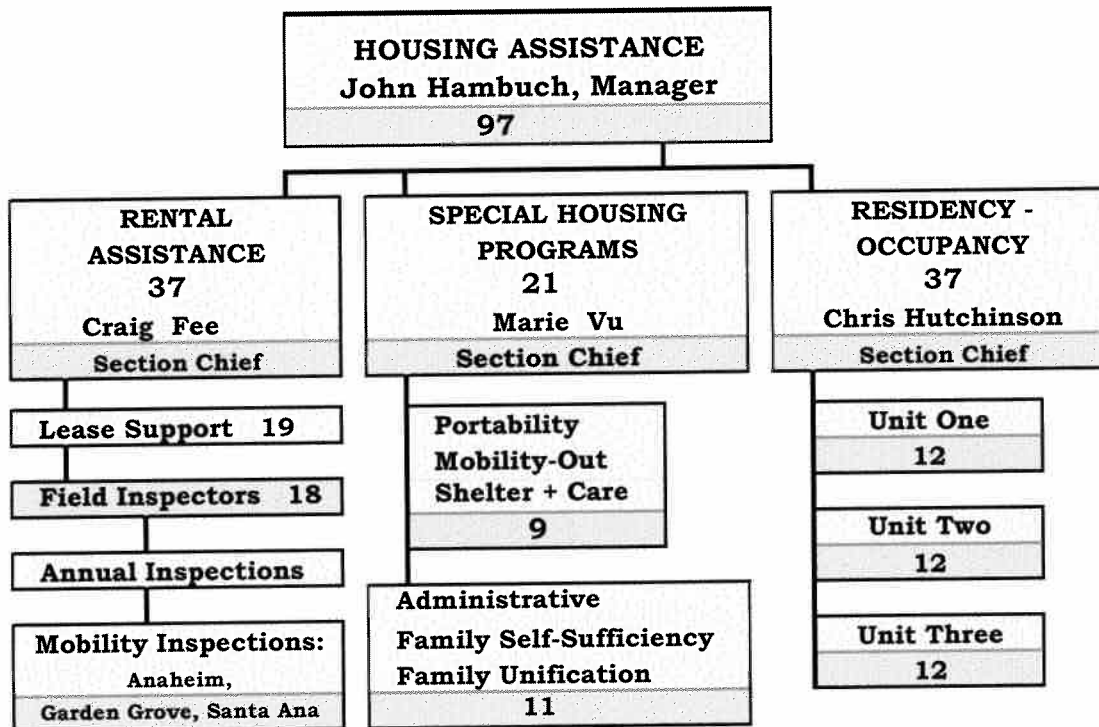 HOUSING ASSISTANCE
John Hambuch, Manager
97
RENTAL
ASSISTANCE
37
Craig Fee
Section Chief
Lease Support 19
Field Inspectors 18
Annual Inspections
Mobility Inspections:
Anaheim,
Garden Grove, Santa Ana
SPECIAL HOUSING
PROGRAMS
21
Marie Vu
Section Chief
Portability
Mobility-Out
Shelter + Care
9
Administrative
Family Self-Sufficiency
Family Unification
11
RESIDENCY -
OCCUPANCY
37
Chris Hutchinson
Section Chief
Unit One
12
Unit Two
12
Unit Three
12